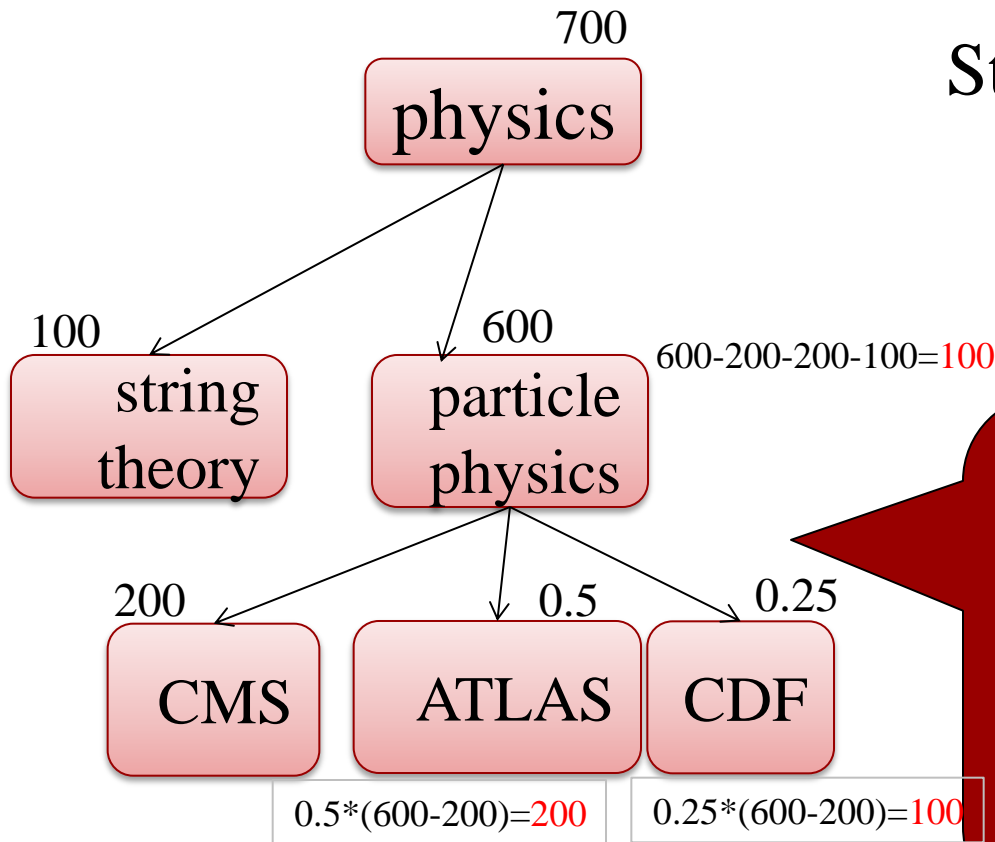 700
St
physics
100
600
string
theory
particle
physics
600-200-200-100=100
200
0.5
0.25
CMS
ATLAS
CDF
0.5*(600-200)=200
0.25*(600-200)=100